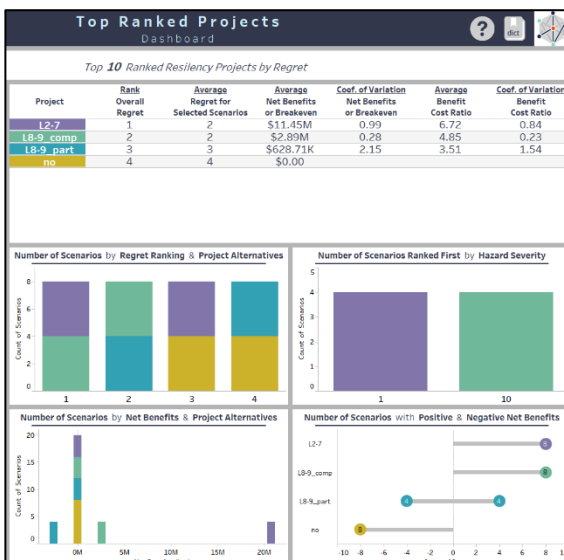 Top Ranked Projects
Dashboard
?
dict
Top 10 Ranked Resilency Projects by Regret
Project
Rank
Overall
Regret
Average
Regret for
Selected Scenarios
Average
Net Benefits
or Breakeven
Coef. of Variation
Net Benefits
or Breakeven
Average
Benefit
Cost Ratio
Coef. of Variation
Benefit
Cost Ratio
L2-7 1 2 $11.45M 0.99 6.72 0.84
L8-9_comp 2 2 $2.89M 0.28 4.85 0.23
L8-9_part 3 3 $628.71K 2.15 3.51 1.54
no 4 4 $0.00
Number of Scenarios by Regret Ranking & Project Alternatives
Count of Scenarios
8
6
4
2
0
1 2 3 4
Number of Scenarios Ranked First by Hazard Severity
Count of Scenarios
5
4
3
2
1
0
1 10
Number of Scenarios by Net Benefits & Project Alternatives
Count of Scenarios
20
15
10
5
0
0M 5M 10M 15M 20M
Number of Scenarios with Positive & Negative Net Benefits
L2-7 8
L8-9_comp 8
L8-9_part 4 4
no 8
-10 -8 -6 -4 -2 0 2 4 6 8